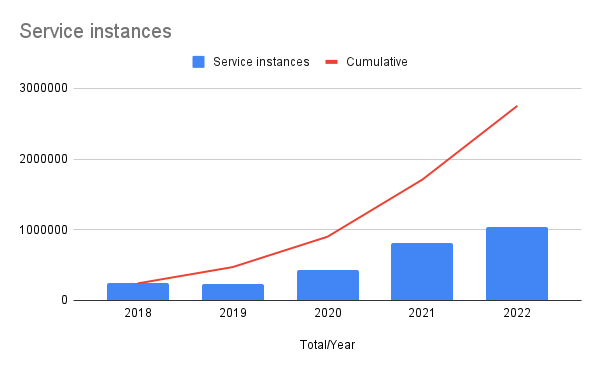 Service instances
Service instances Cumulative
3000000
2000000
1000000
0
2018 2019 2020 2021 2022
Total/Year